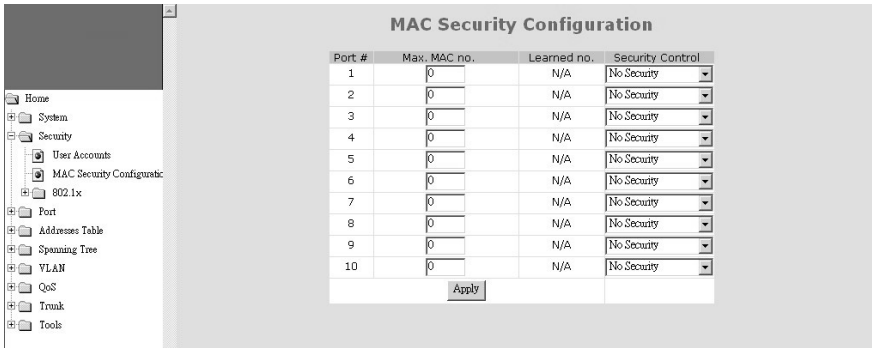 MAC Security Configuration
Port # Max. MAC no. Learned no. Security Control
1 0 N/A No Security
2 0 N/A No Security
3 0 N/A No Security
4 0 N/A No Security
5 0 N/A No Security
6 0 N/A No Security
7 0 N/A No Security
8 0 N/A No Security
9 0 N/A No Security
10 0 N/A No Security
Apply
Home
System
Security
User Accounts
MAC Security Configuratic
802.1x
Port
Addresses Table
Spanning Tree
VLAN
QoS
Trunk
Tools